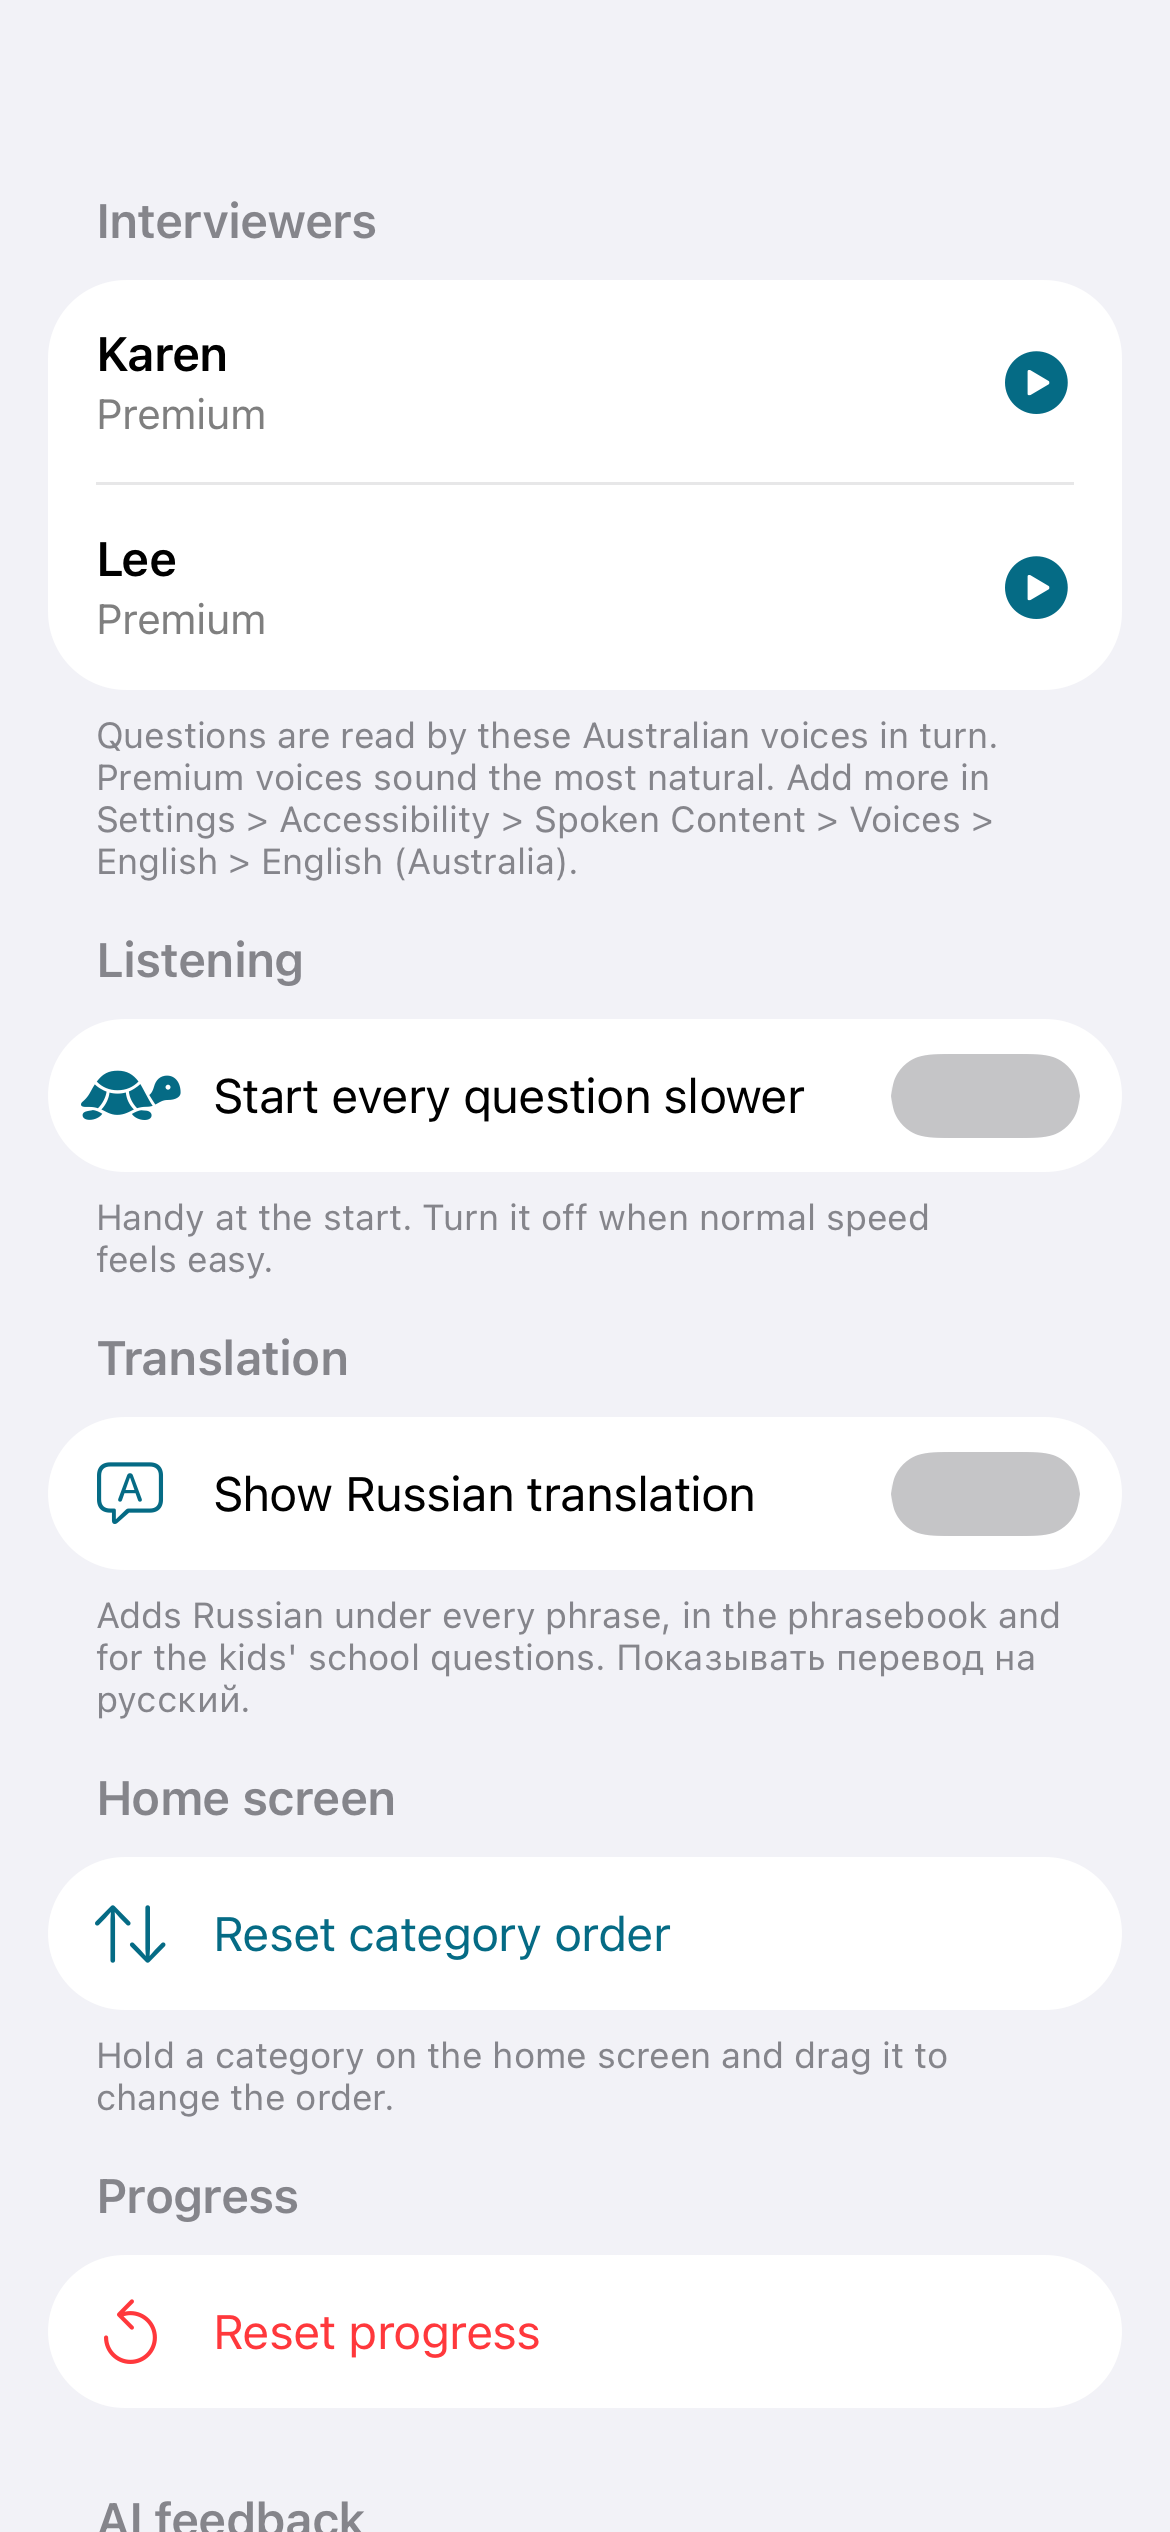 Interviewers
Karen
Premium
Lee
Premium
Questions are read by these Australian voices in turn.
Premium voices sound the most natural. Add more in
Settings > Accessibility > Spoken Content > Voices >
English > English (Australia).
Listening
Start every question slower
Handy at the start. Turn it off when normal speed
feels easy.
Translation
A
Show Russian translation
Adds Russian under every phrase, in the phrasebook and
for the kids' school questions. Показывать перевод на
русский.
Home screen
Reset category order
Hold a category on the home screen and drag it to
change the order.
Progress
Reset progress
AI feedback